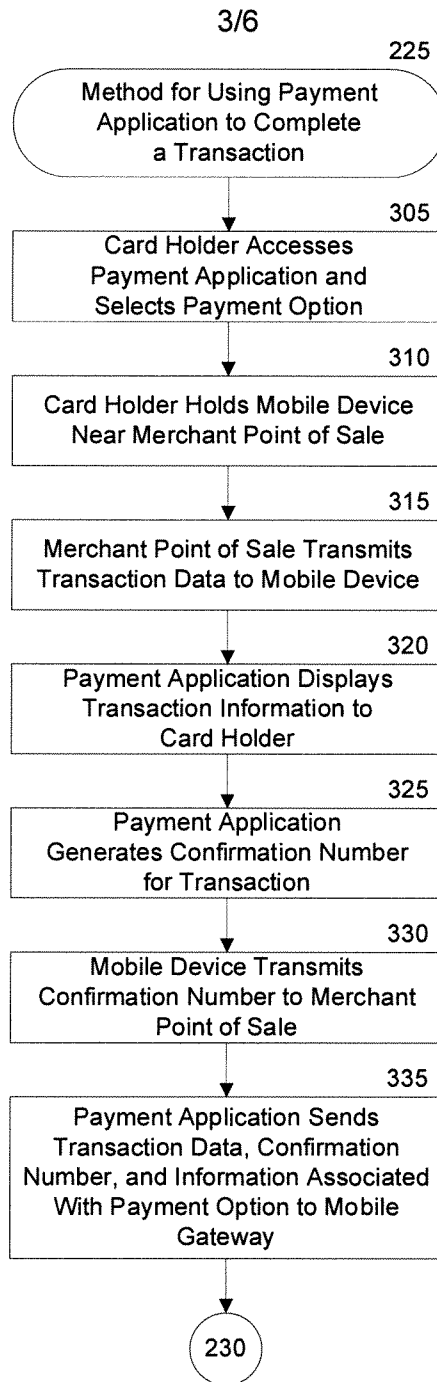 3/6
225
Method for Using Payment
Application to Complete
a Transaction
305
Card Holder Accesses
Payment Application and
Selects Payment Option
310
Card Holder Holds Mobile Device
Near Merchant Point of Sale
315
Merchant Point of Sale Transmits
Transaction Data to Mobile Device
320
Payment Application Displays
Transaction Information to
Card Holder
325
Payment Application
Generates Confirmation Number
for Transaction
330
Mobile Device Transmits
Confirmation Number to Merchant
Point of Sale
335
Payment Application Sends
Transaction Data, Confirmation
Number, and Information Associated
With Payment Option to Mobile
Gateway
230